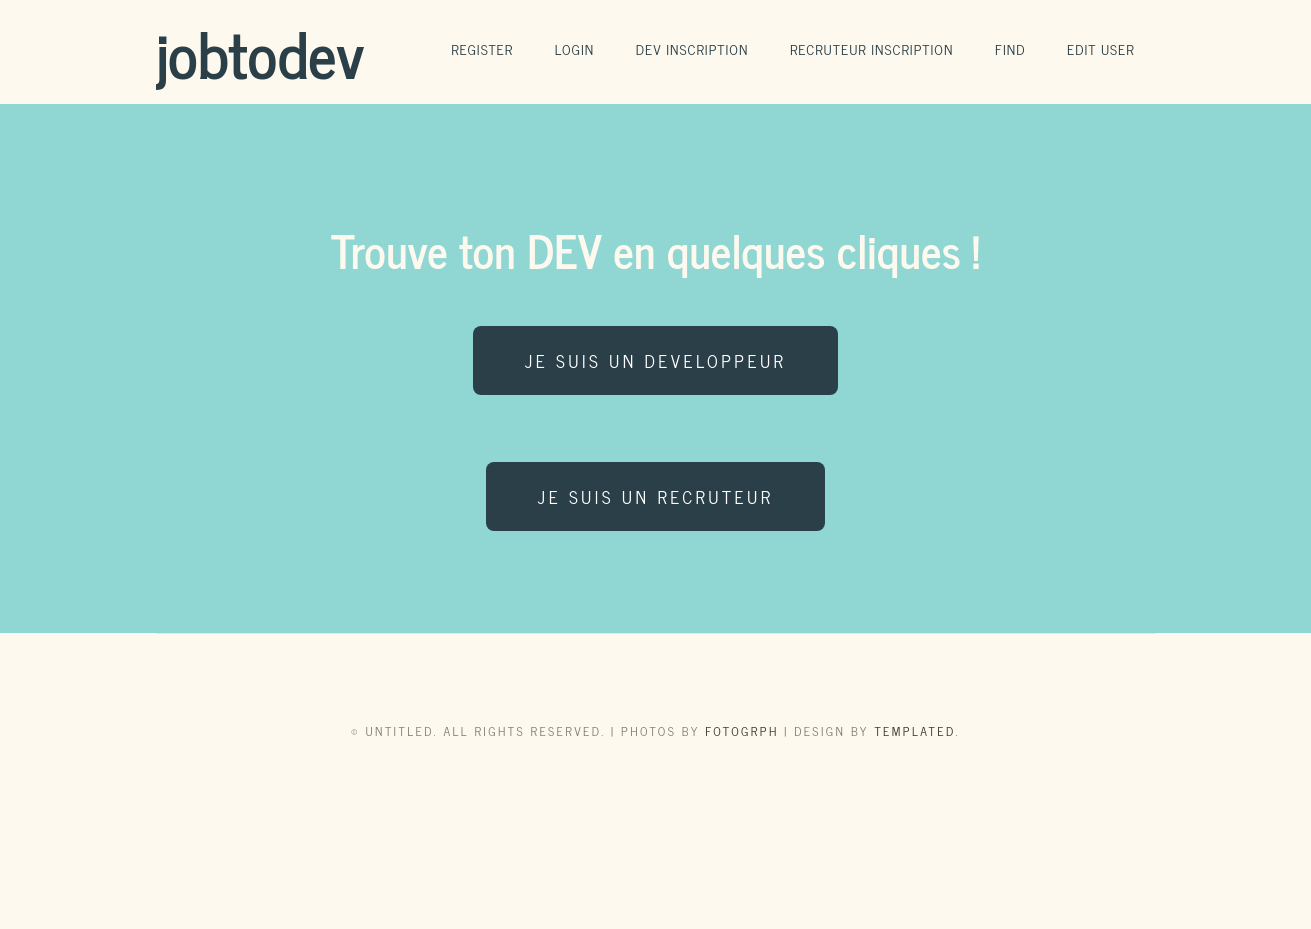 jobtodev
REGISTER LOGIN DEV INSCRIPTION RECRUTEUR INSCRIPTION FIND EDIT USER
Trouve ton DEV en quelques cliques !
JE SUIS UN DEVELOPPEUR
JE SUIS UN RECRUTEUR
© UNTITLED. ALL RIGHTS RESERVED. | PHOTOS BY FOTOGRPH | DESIGN BY TEMPLATED.